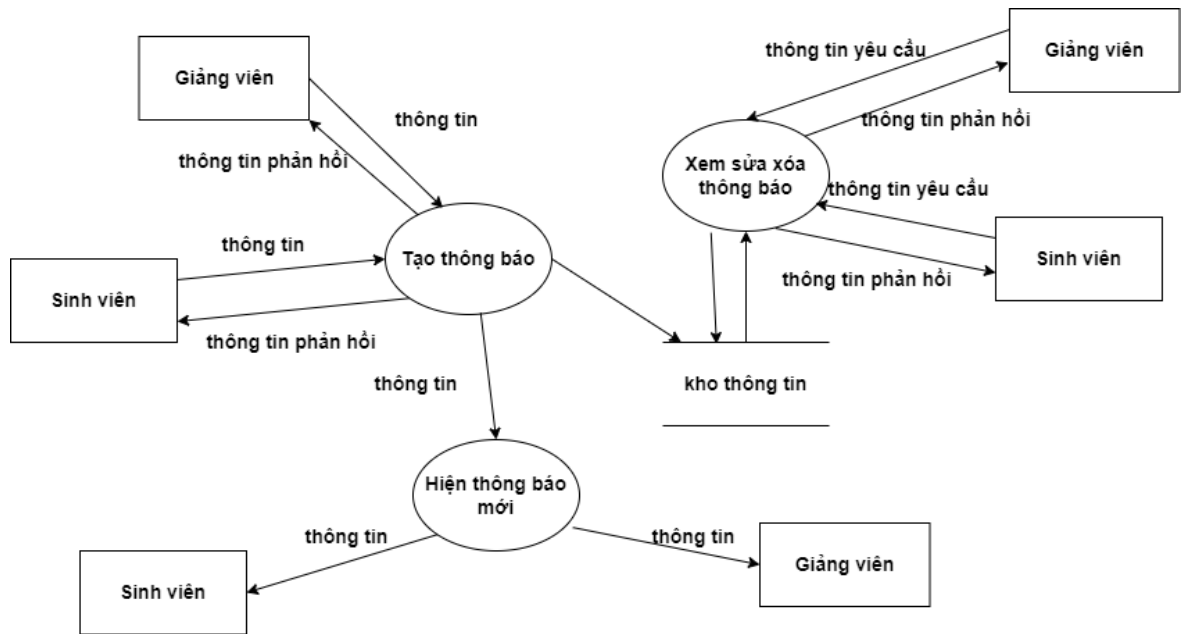 Giảng viên
thông tin yêu cầu
Giảng viên
thông tin
thông tin phản hồi
thông tin phản hồi
Xem sửa xóa
thông báo
thông tin yêu cầu
thông tin
Tạo thông báo
Sinh viên
thông tin phản hồi
Sinh viên
thông tin phản hồi
thông tin
kho thông tin
Hiện thông báo
mới
thông tin
thông tin
Sinh viên
Giảng viên